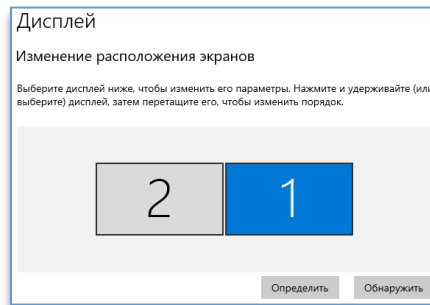 Дисплей
Изменение расположения экранов
Выберите дисплей ниже, чтобы изменить его параметры. Нажмите и удерживайте (или
выберите) дисплей, затем перетащите его, чтобы изменить порядок.
2 1
Определить Обнаружить